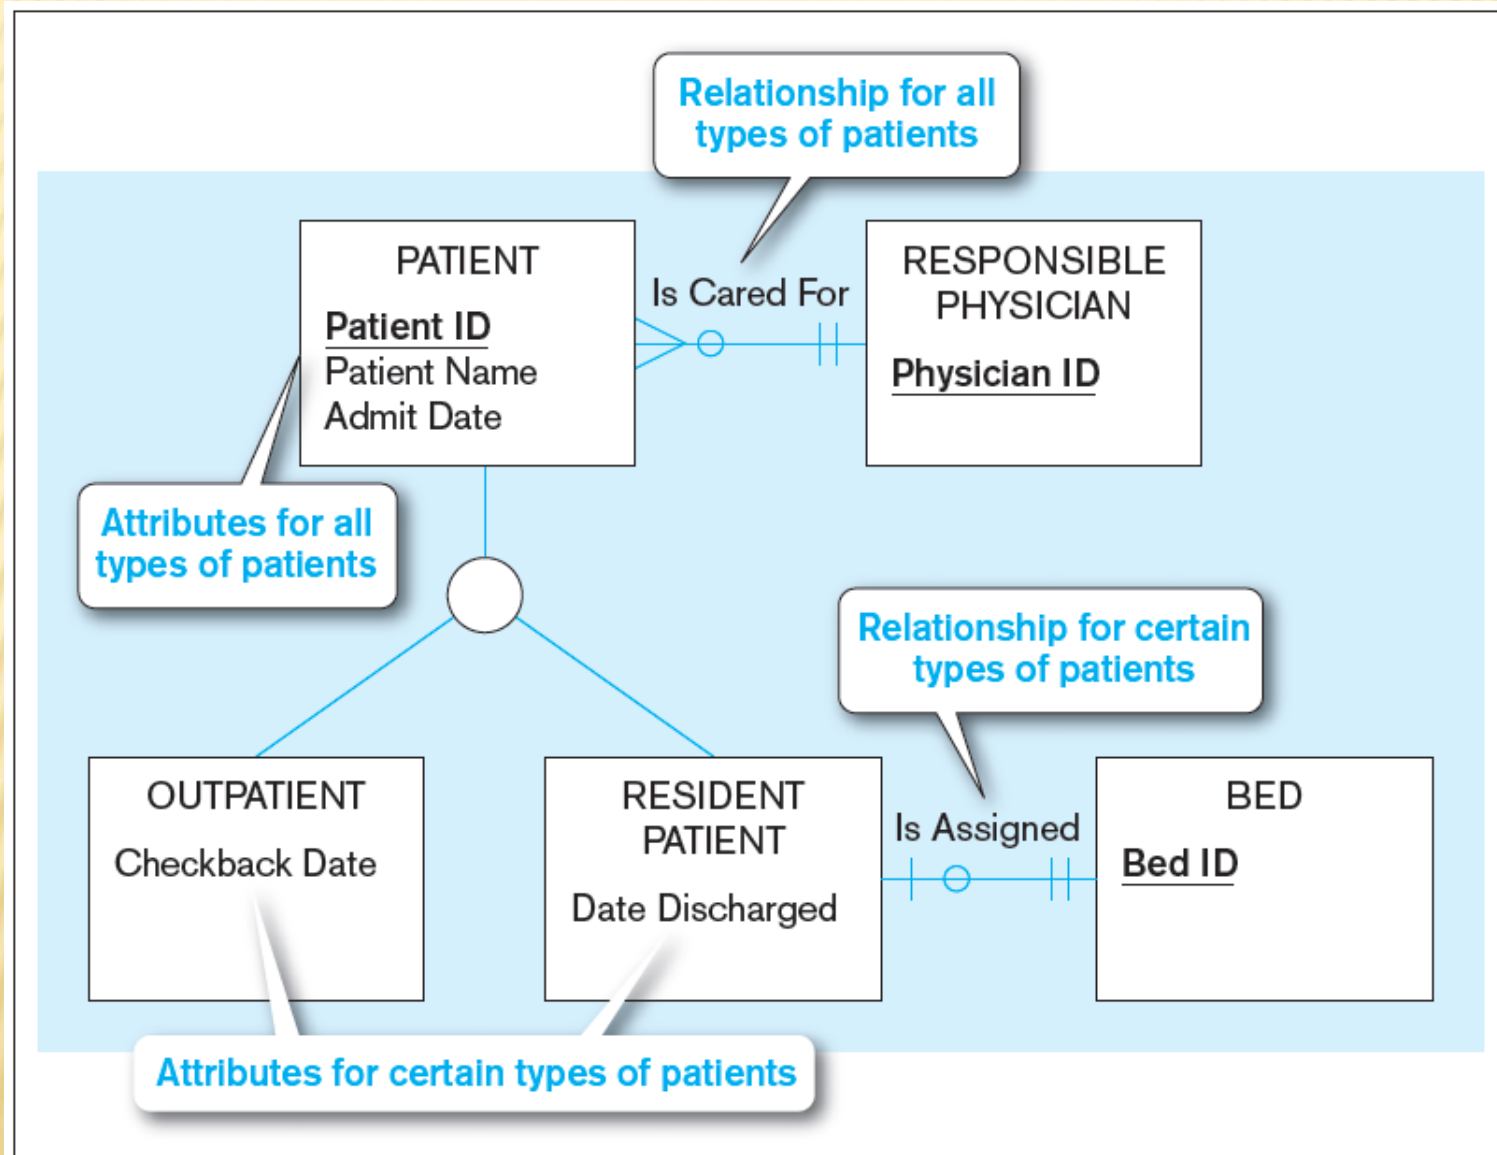 Relationship for all
types of patients
PATIENT
Patient ID
Patient Name
Admit Date
Is Cared For
RESPONSIBLE
PHYSICIAN
Physician ID
Attributes for all
types of patients
Relationship for certain
types of patients
OUTPATIENT
Checkback Date
RESIDENT
PATIENT
Date Discharged
Is Assigned
BED
Bed ID
Attributes for certain types of patients